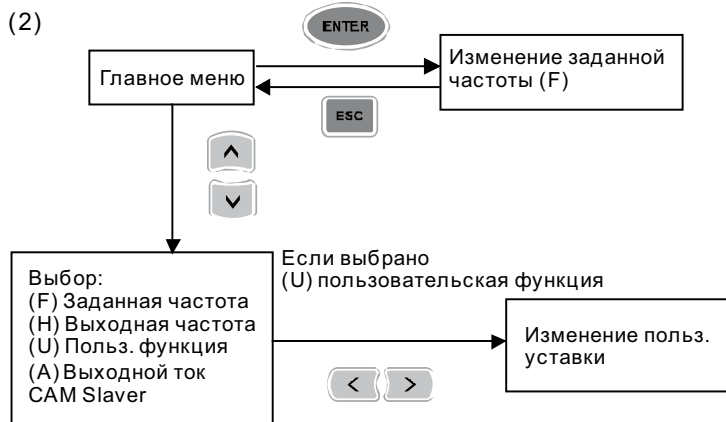 (2)
ENTER
Главное меню
Изменение заданной
частоты (F)
ESC
Если выбрано
(U) пользовательская функция
Выбор:
(F) Заданная частота
(H) Выходная частота
(U) Польз. функция
(A) Выходной ток
CAM Slaver
Изменение польз.
уставки